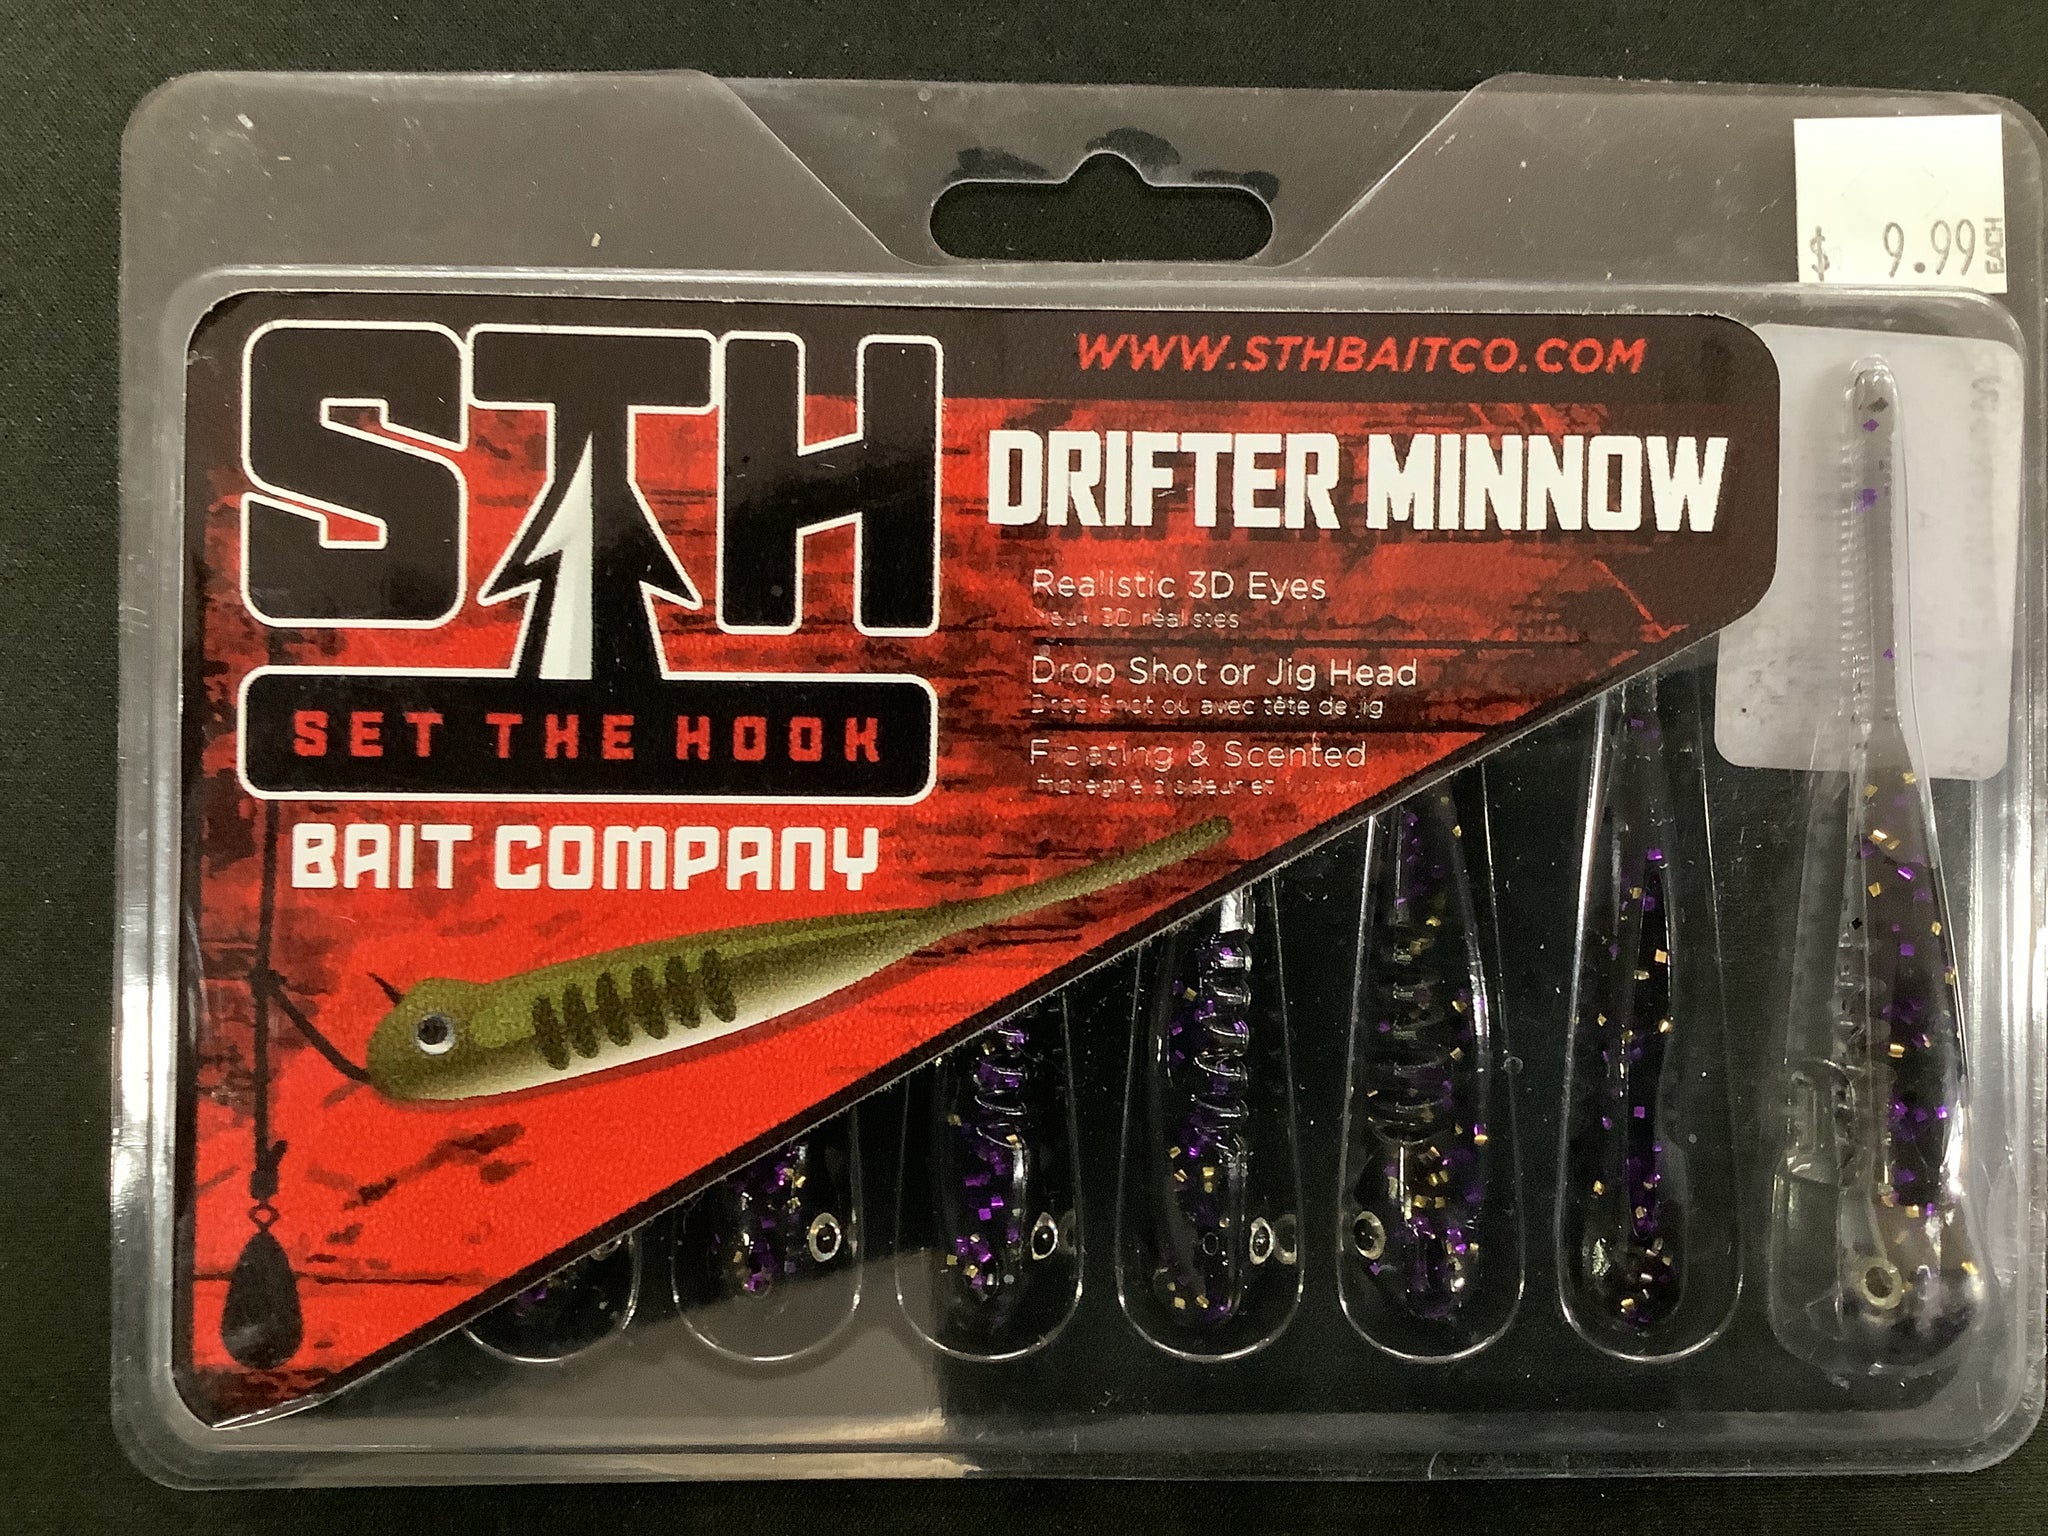 $ 9.99 EACH
WWW.STHBAITCO.COM
STH
SET THE HOOK
BAIT COMPANY
DRIFTER MINNOW
Realistic 3D Eyes
Yeux 3D réalistes
Drop Shot or Jig Head
Drop Shot ou avec tête de jig
Floating & Scented